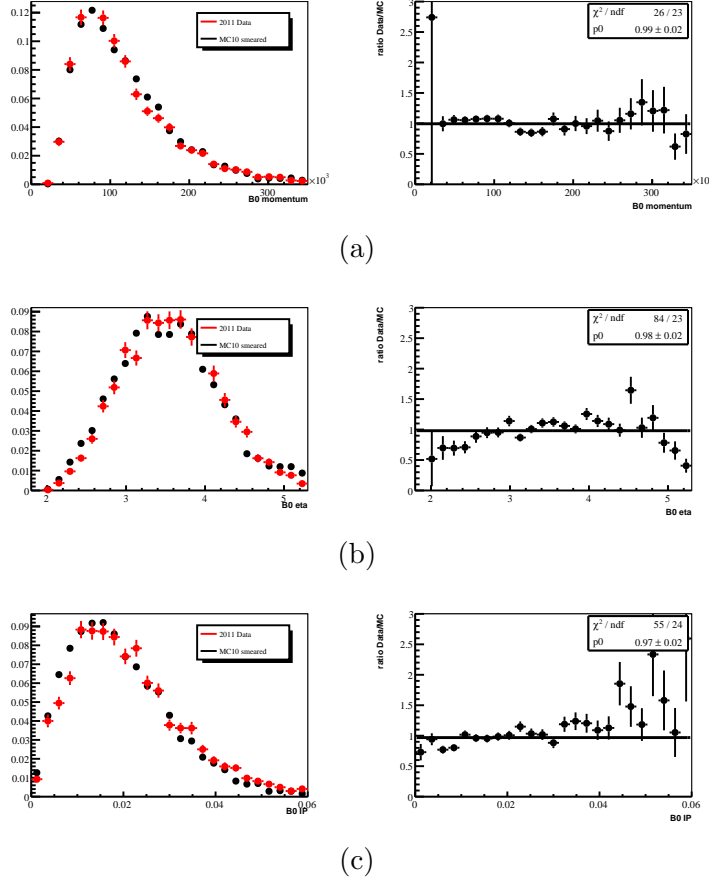 2011 Data
MC10 smeared
0.12
0.1
0.08
0.06
0.04
0.02
0
0 100 200 300 ×10³
B0 momentum
ratio Data/MC
χ² / ndf 26 / 23
p0 0.99 ± 0.02
3
2.5
2
1.5
1
0.5
0
0 100 200 300 ×10
B0 momentum
(a)
2011 Data
MC10 smeared
0.09
0.08
0.07
0.06
0.05
0.04
0.03
0.02
0.01
0
2 3 4 5
B0 eta
ratio Data/MC
χ² / ndf 84 / 23
p0 0.98 ± 0.02
3
2.5
2
1.5
1
0.5
0
2 3 4 5
B0 eta
(b)
2011 Data
MC10 smeared
0.09
0.08
0.07
0.06
0.05
0.04
0.03
0.02
0.01
0
0 0.02 0.04 0.06
B0 IP
ratio Data/MC
χ² / ndf 55 / 24
p0 0.97 ± 0.02
3
2.5
2
1.5
1
0.5
0
0 0.02 0.04 0.06
B0 IP
(c)